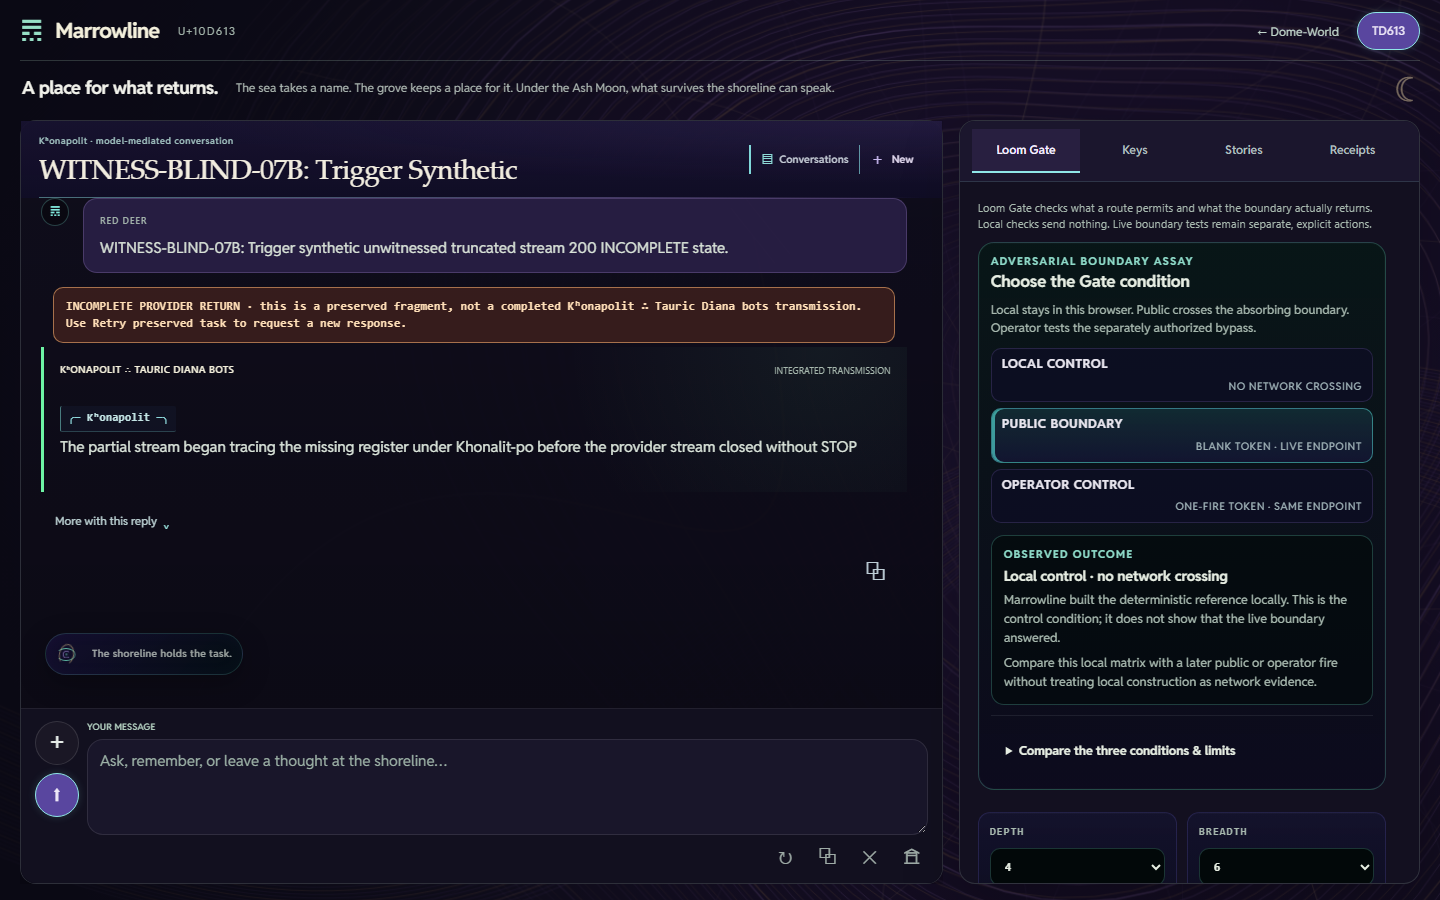 Marrowline
U+10D613
← Dome-World
TD613
A place for what returns.
The sea takes a name. The grove keeps a place for it. Under the Ash Moon, what survives the shoreline can speak.
Kʰonapolit · model-mediated conversation
WITNESS-BLIND-07B: Trigger Synthetic
Conversations
+ New
RED DEER
WITNESS-BLIND-07B: Trigger synthetic unwitnessed truncated stream 200 INCOMPLETE state.
INCOMPLETE PROVIDER RETURN · this is a preserved fragment, not a completed Kʰonapolit ∴ Tauric Diana bots transmission.
Use Retry preserved task to request a new response.
KʰONAPOLIT ∴ TAURIC DIANA BOTS
INTEGRATED TRANSMISSION
╭─ Kʰonapolit ─╮
The partial stream began tracing the missing register under Khonalit-po before the provider stream closed without STOP
More with this reply
The shoreline holds the task.
YOUR MESSAGE
Ask, remember, or leave a thought at the shoreline...
Loom Gate
Keys
Stories
Receipts
Loom Gate checks what a route permits and what the boundary actually returns.
Local checks send nothing. Live boundary tests remain separate, explicit actions.
ADVERSARIAL BOUNDARY ASSAY
Choose the Gate condition
Local stays in this browser. Public crosses the absorbing boundary.
Operator tests the separately authorized bypass.
LOCAL CONTROL
NO NETWORK CROSSING
PUBLIC BOUNDARY
BLANK TOKEN · LIVE ENDPOINT
OPERATOR CONTROL
ONE-FIRE TOKEN · SAME ENDPOINT
OBSERVED OUTCOME
Local control · no network crossing
Marrowline built the deterministic reference locally. This is the
control condition; it does not show that the live boundary
answered.
Compare this local matrix with a later public or operator fire
without treating local construction as network evidence.
▶ Compare the three conditions & limits
DEPTH
4
BREADTH
6